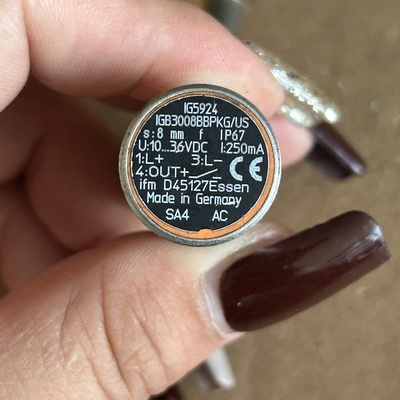 IG5924
IGB3008BBPKG/US
s: 8 mm f IP67
U:10...36VDC I:250mA
1:L+ 3:L-
4:OUT+ CE
ifm D45127Essen
Made in Germany
SA4 AC